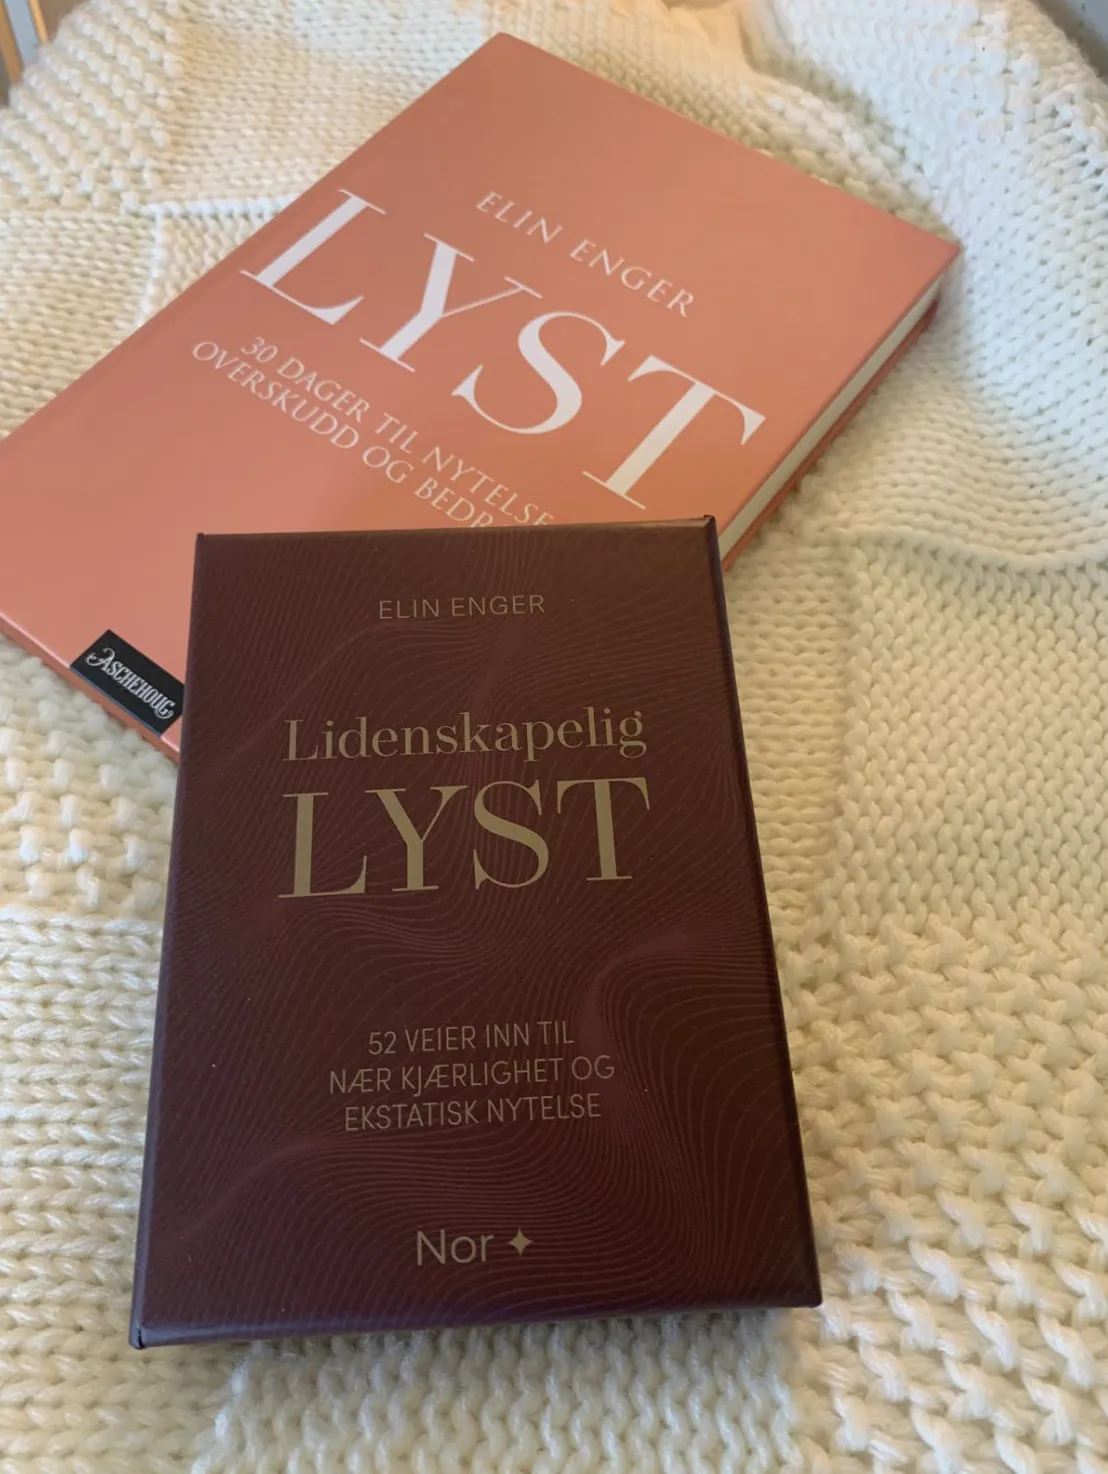 ELIN ENGER
LYST
30 DAGER TIL NYTELSE
OVERSKUDD OG
ASCHEHOUG
ELIN ENGER
Lidenskapelig
LYST
52 VEIER INN TIL
NÆR KJÆRLIGHET OG
EKSTATISK NYTELSE
Nor